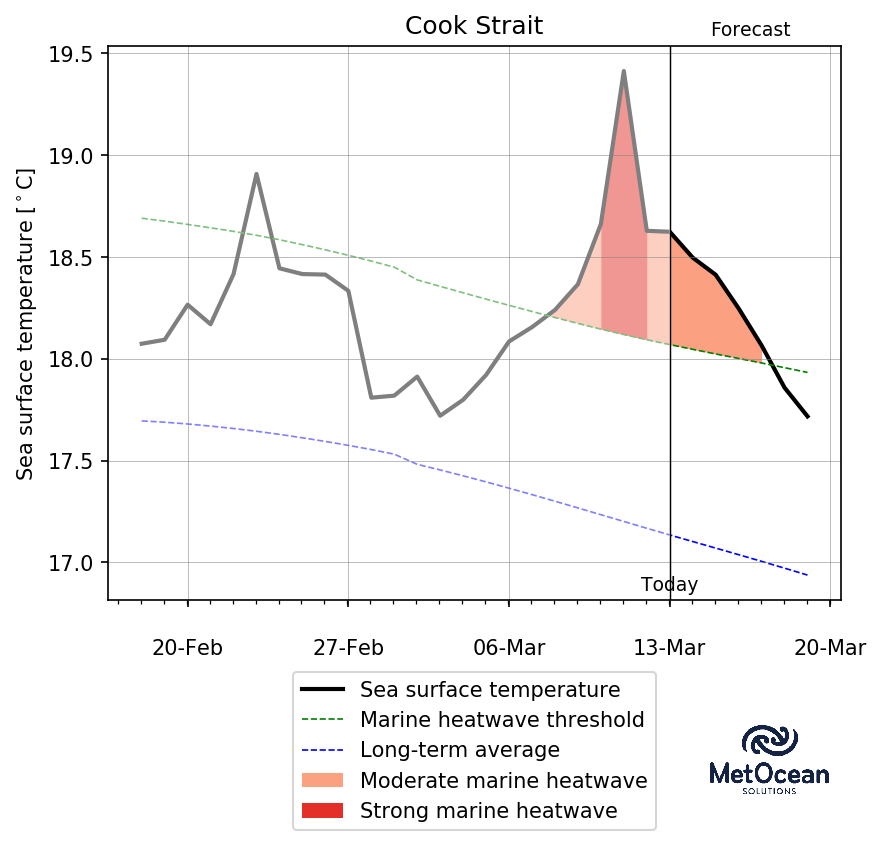 Cook Strait
Forecast
19.5
19.0
18.5
18.0
17.5
17.0
Sea surface temperature [°C]
Today
20-Feb 27-Feb 06-Mar 13-Mar 20-Mar
Sea surface temperature
Marine heatwave threshold
Long-term average
Moderate marine heatwave
Strong marine heatwave
MetOcean
SOLUTIONS